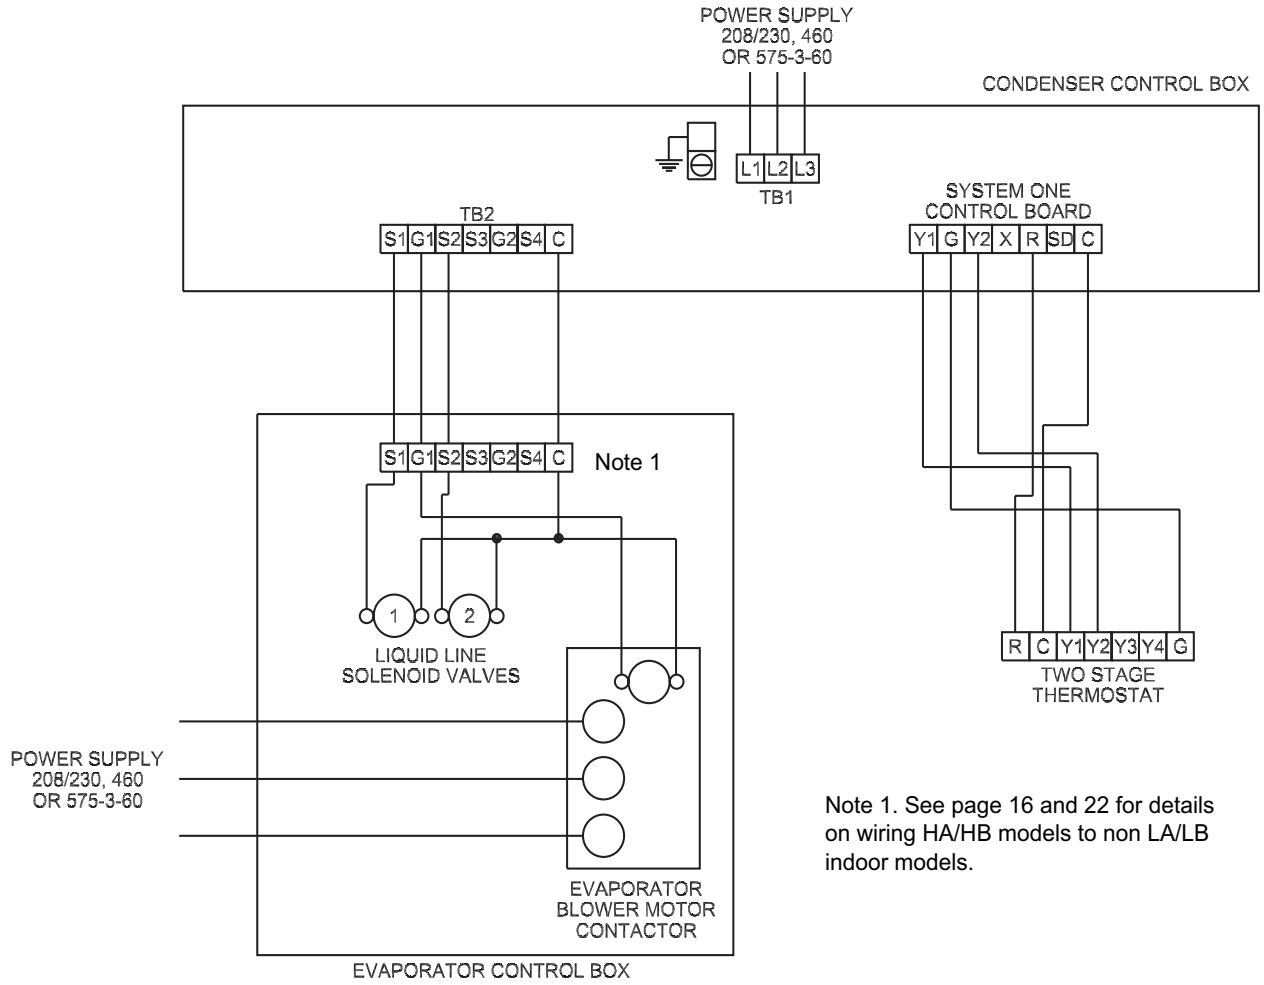 POWER SUPPLY
208/230, 460
OR 575-3-60
CONDENSER CONTROL BOX
L1 L2 L3
TB1
SYSTEM ONE
CONTROL BOARD
TB2
S1 G1 S2 S3 G2 S4 C
Y1 G Y2 X R SD C
S1 G1 S2 S3 G2 S4 C
Note 1
1 2
LIQUID LINE
SOLENOID VALVES
R C Y1 Y2 Y3 Y4 G
TWO STAGE
THERMOSTAT
POWER SUPPLY
208/230, 460
OR 575-3-60
Note 1. See page 16 and 22 for details
on wiring HA/HB models to non LA/LB
indoor models.
EVAPORATOR
BLOWER MOTOR
CONTACTOR
EVAPORATOR CONTROL BOX